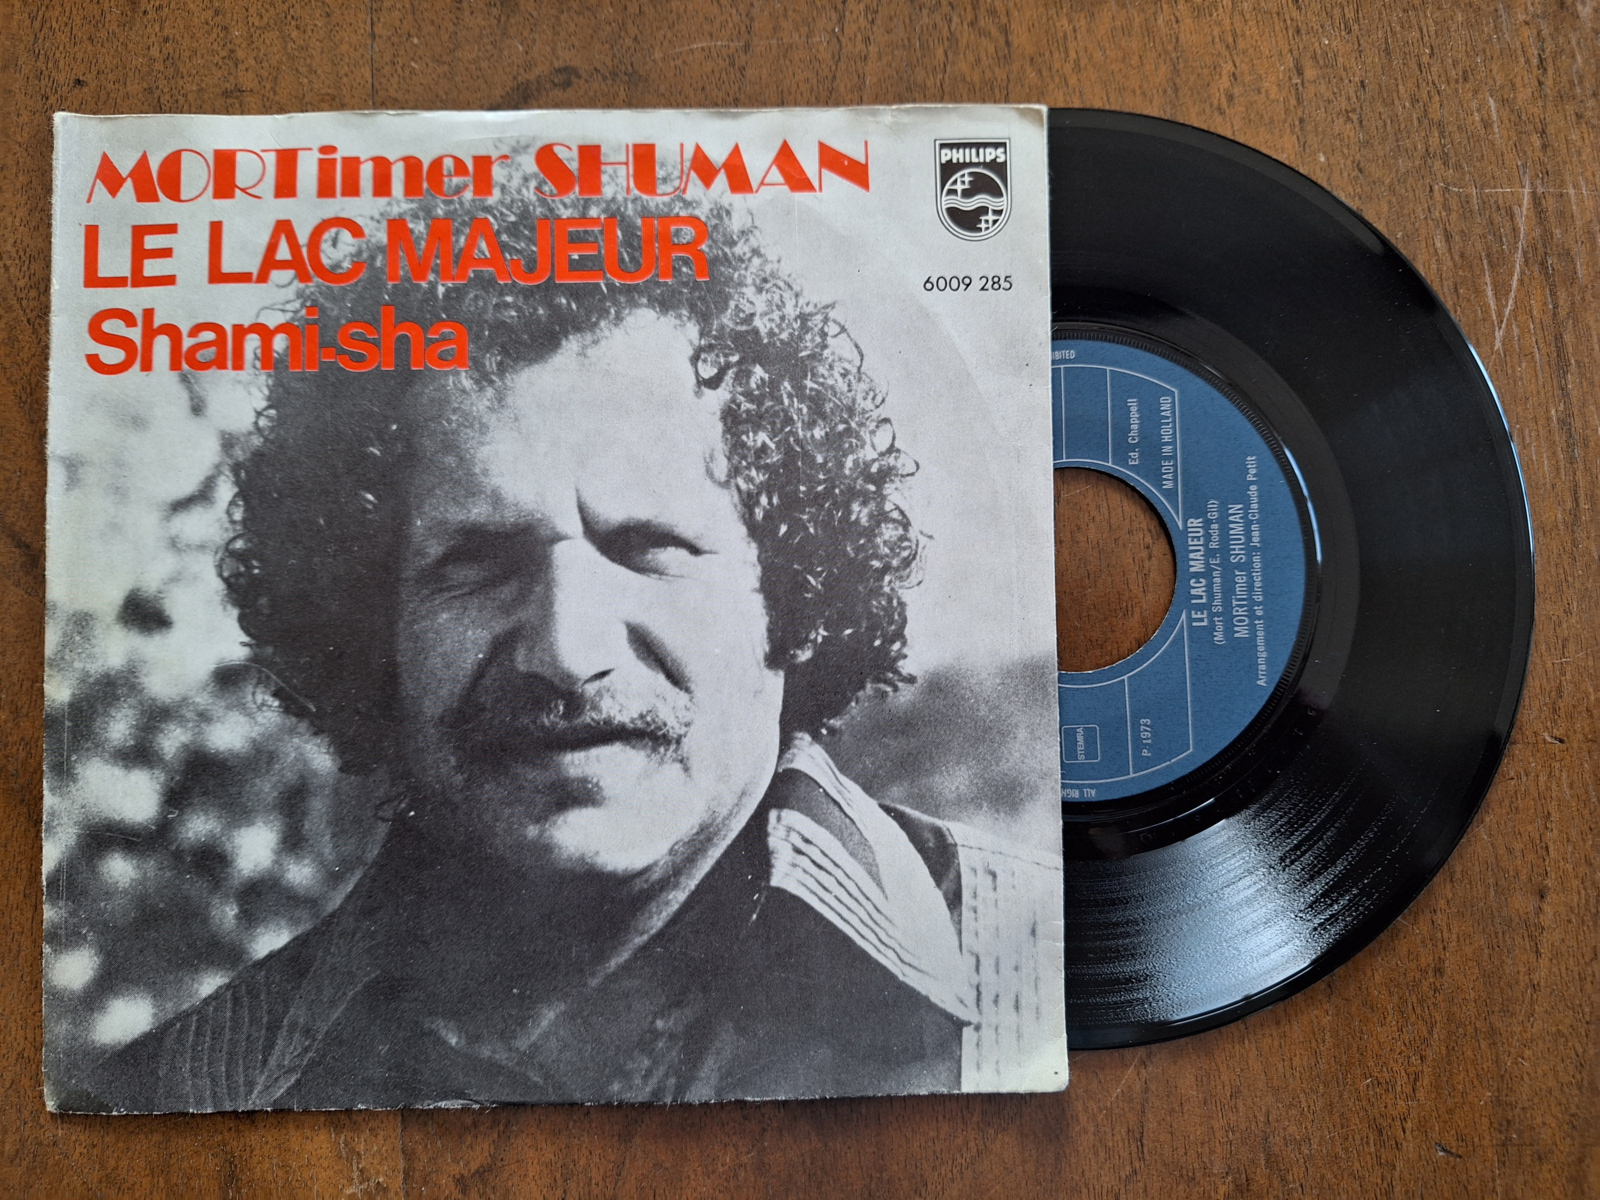 MORTimer SHUMAN
LE LAC MAJEUR
Shami-sha
PHILIPS
6009 285
LE LAC MAJEUR
(Mort Shuman/E. Roda-Gil)
MORTimer SHUMAN
Arrangement et direction: Jean-Claude Petit
Ed. Chappell
MADE IN HOLLAND
STEMRA
P 1973
ALL